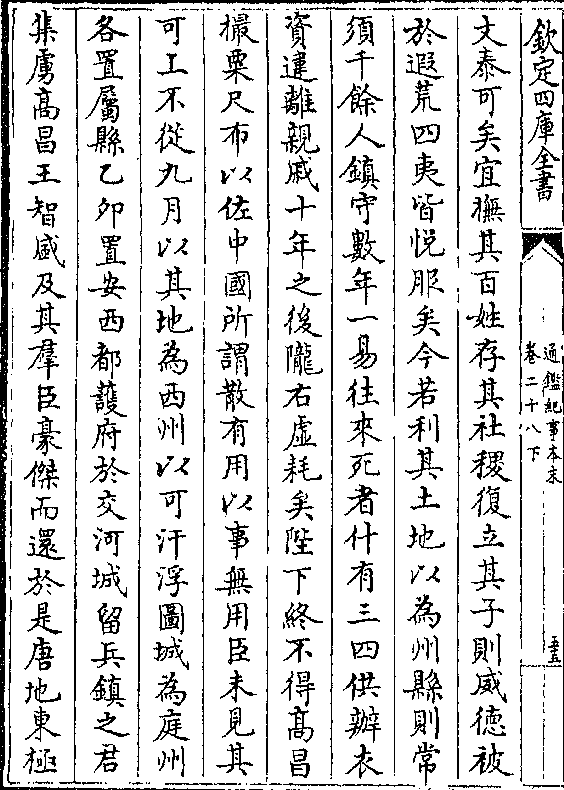 欽定四庫全書
通鑑紀事本末
卷二十八下
五五
文泰可矣宜撫其百姓存其社稷復立其子則威德被
於遐荒四夷皆悦服矣今若利其土地以為州縣則常
須千餘人鎮守數年一易往來死者什有三四供辦衣
資違離親戚十年之後隴右虚耗矣陛下終不得髙昌
撮粟尺布以佐中國所謂散有用以事無用臣未見其
可上不從九月以其地為西州以可汗浮圖城為庭州
各置屬縣乙卯置安西都䕶府於交河城留兵鎮之君
集虜髙昌王智盛及其羣臣豪傑而還於是唐地東極